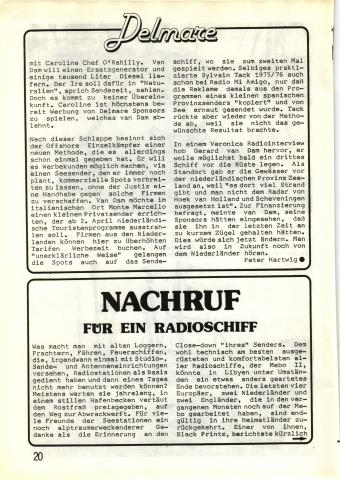 Delmare
mit Caroline Chef O'Rahilly. Van
Dam will einen Ersatzgenerator und
einige tausend Liter Diesel lie-
fern. Der Ire soll dafür in "Natu-
ralien", sprich Sendezeit, zahlen.
Doch es kommt zu keiner Überein-
kunft. Caroline ist höchstens be-
reit Werbung von Delmare Sponsors
zu spielen, welches van Dam ab-
lehnt.
Nach dieser Schlappe besinnt sich
der Offshore Einzelkämpfer einer
neuen Methode, die es allerdings
schon einmal gegeben hat. Er will
es Werbekunden möglich machen, via
einen Seesender, den er immer noch
plant, kommerzielle Spots verbrei-
ten zu lassen, ohne der Justiz ei-
ne Handhabe gegen solche Firmen
zu verschaffen. Van Dam möchte im
italienischen Ort Monte Marcello
einen kleinen Privatsender errich-
ten, der ab 2. April niederländi-
sche Touristenprogramme ausstrah-
len soll. Firmen aus den Nieder-
landen können hier zu überhöhten
Tarifen Werbezeit buchen. Auf
"unerklärliche Weise" gelangen
die Spots auch auf das Sende-
schiff, wo sie zum zweiten Mal
gespielt werden. Selbiges prakti-
zierte Sylvain Tack 1975/76 auch
schon bei Radio Mi Amigo, nur daß
die Reklame damals aus den Pro-
gramm eines kleinen spanischen
Provinzsenders "kopiert" und von
See erneut gesendet wurde. Tack
rückte aber wieder von der Metho-
de ab, weil sie nicht das ge-
wünschte Resultat brachte.
In einem Veronica Radiointerview
hob Gerard van Dam hervor, er
wolle möglichst bald ein drittes
Schiff vor die Küste legen. Als
Standort gab er die Gewässer vor
der niederländischen Provinz Zee-
land an, weil "es dort viel Strand
gibt und man nicht dem Radar von
Hoek van Holland und Scheveningen
ausgesetzt ist". Zur Finanzierung
befragt, meinte van Dam, seine
Sponsors hätten eingesehen, daß
sie ihn in der letzten Zeit an
zu kurzem Zügel gehalten hätten.
Dies würde sich jetzt ändern. Man
wird also in Zukunft noch von
dem Niederländer hören.
Peter Hartwig
NACHRUF
FÜR EIN RADIOSCHIFF
Was macht man mit alten Loggern,
Frachtern, Fähren, Feuerschiffen,
die, irgendwann einmal mit Studio-,
Sende- und Antenneneinrichtungen
versehen, Radiostationen als Basis
gedient haben und dann eines Tages
nicht mehr benutzt werden können?
Meistens warten sie jahrelang, in
einem stillen Hafenbecken vertäut
dem Rostfraß preisgegeben, auf
den Weg zur Abwrackwerft. Für vie-
le Freunde der Seestationen ein
noch alptraumerweckenderer Ge-
danke als die Erinnerung an den
Close-down "ihres" Senders. Dem
wohl technisch am besten ausge-
rüsteten und komfortabelsten al-
ler Radioschiffe, der Mebo II,
könnte in Libyen unter Umstän-
den ein etwas anders geartetes
Ende bevorstehen. Die letzten vier
Europäer, zwei Niederländer und
zwei Engländer, die in den ver-
gangenen Monaten noch auf der Me-
bo gearbeitet haben, sind end-
gültig in ihre Heimatländer zu-
rückgekehrt. Einer von ihnen,
Black Printz, berichtete kürzlich
20